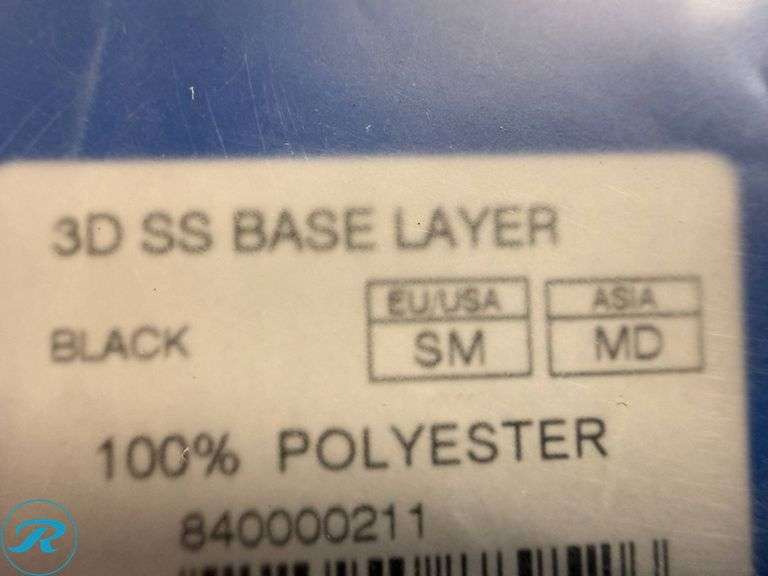 3D SS BASE LAYER
EU/USA ASIA
BLACK SM MD
100% POLYESTER
840000211
R